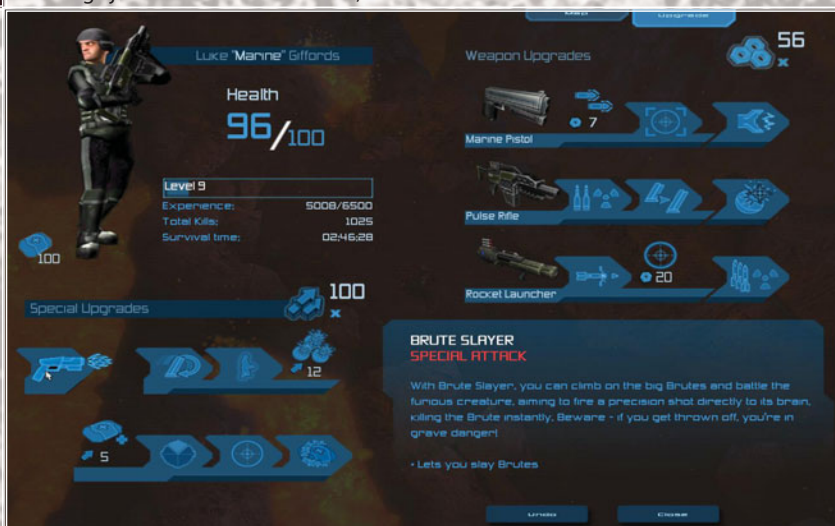 Map
Upgrade
Luke "Marine" Giffords
Health
96/100
Level 9
Experience: 5008/6500
Total Kills: 1025
Survival time: 02:46:28
100
Special Upgrades
100
x
12
5
Weapon Upgrades
56
x
7
Marine Pistol
Pulse Rifle
20
Rocket Launcher
BRUTE SLAYER
SPECIAL ATTACK
With Brute Slayer, you can climb on the big Brutes and battle the
furious creature, aiming to fire a precision shot directly to its brain,
killing the Brute instantly. Beware - if you get thrown off, you're in
grave danger!
• Lets you slay Brutes
Undo
Close